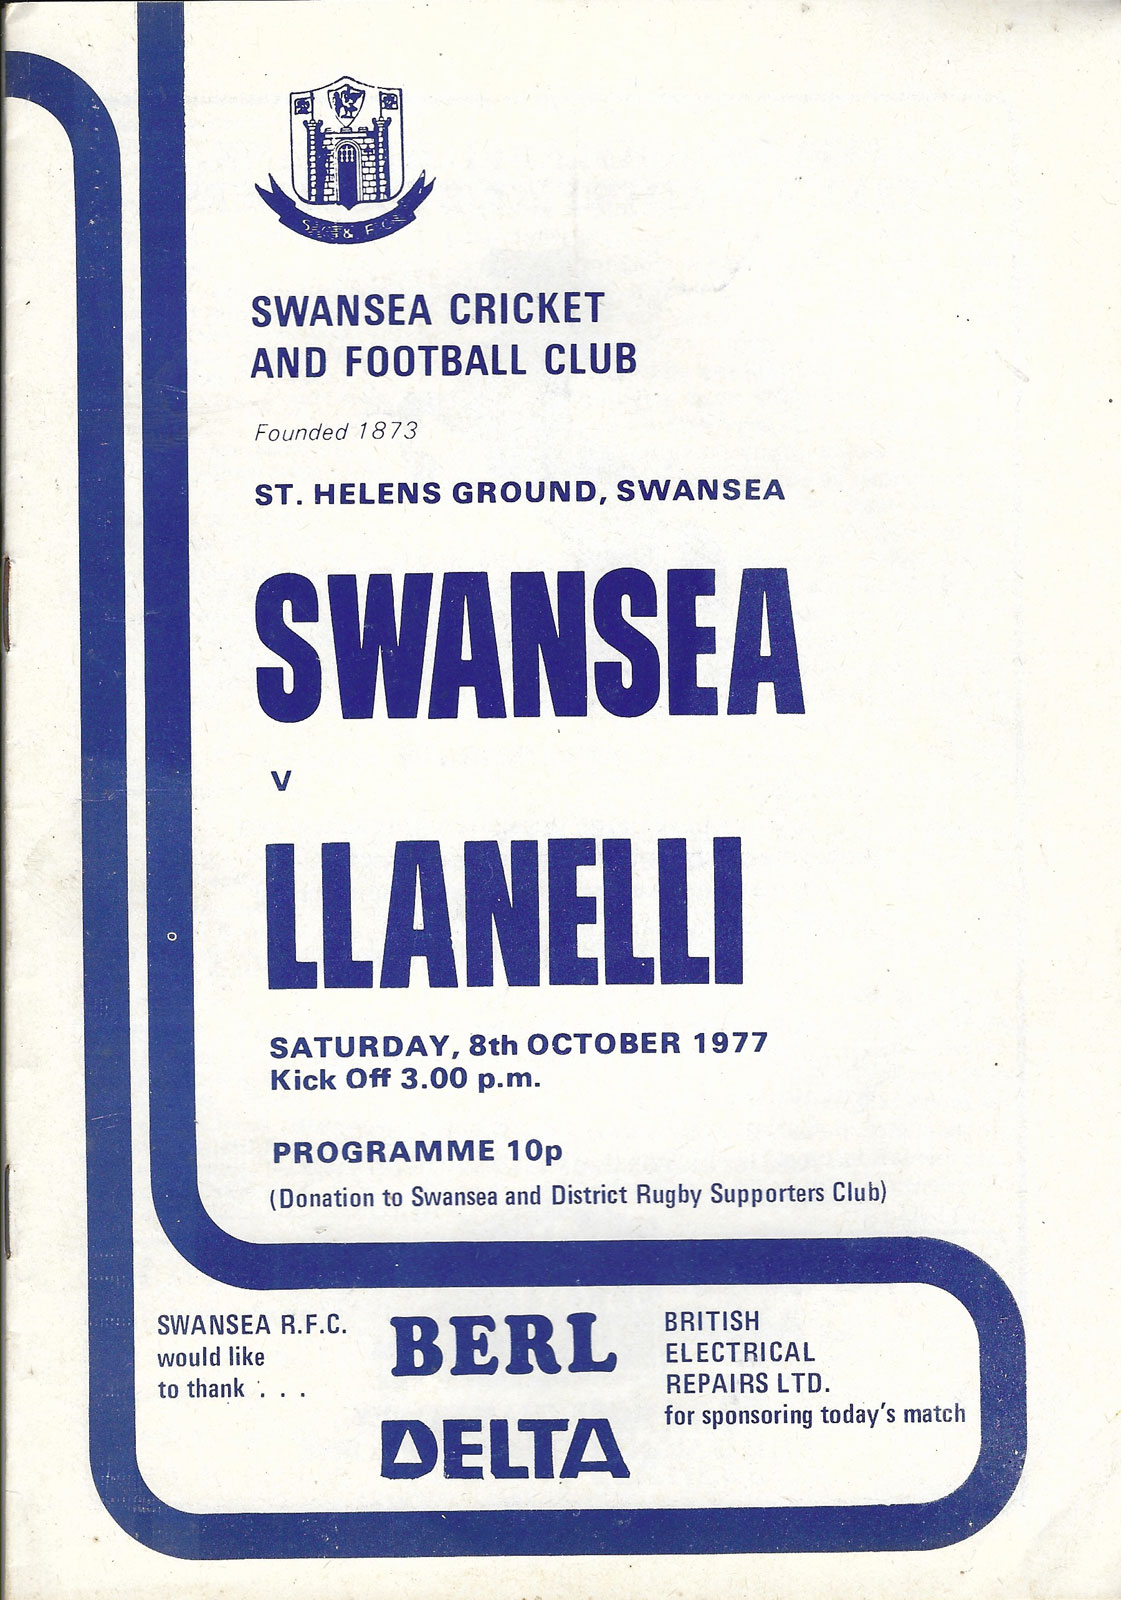 SWANSEA CRICKET
AND FOOTBALL CLUB
Founded 1873
ST. HELENS GROUND, SWANSEA
SWANSEA
v
LLANELLI
SATURDAY, 8th OCTOBER 1977
Kick Off 3.00 p.m.
PROGRAMME 10p
(Donation to Swansea and District Rugby Supporters Club)
SWANSEA R.F.C.
would like
to thank . . .
BERL
DELTA
BRITISH
ELECTRICAL
REPAIRS LTD.
for sponsoring today's match